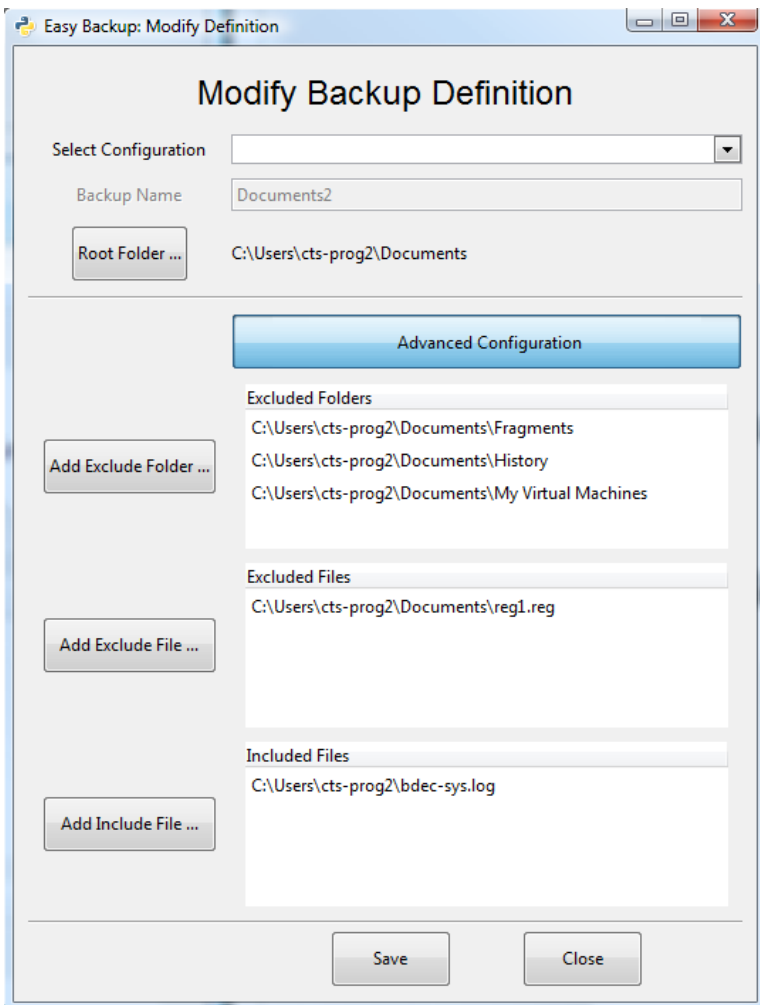 Easy Backup: Modify Definition
Modify Backup Definition
Select Configuration
Backup Name Documents2
Root Folder ... C:\Users\cts-prog2\Documents
Advanced Configuration
Excluded Folders
C:\Users\cts-prog2\Documents\Fragments
Add Exclude Folder ... C:\Users\cts-prog2\Documents\History
C:\Users\cts-prog2\Documents\My Virtual Machines
Excluded Files
C:\Users\cts-prog2\Documents\reg1.reg
Add Exclude File ...
Included Files
C:\Users\cts-prog2\bdec-sys.log
Add Include File ...
Save Close